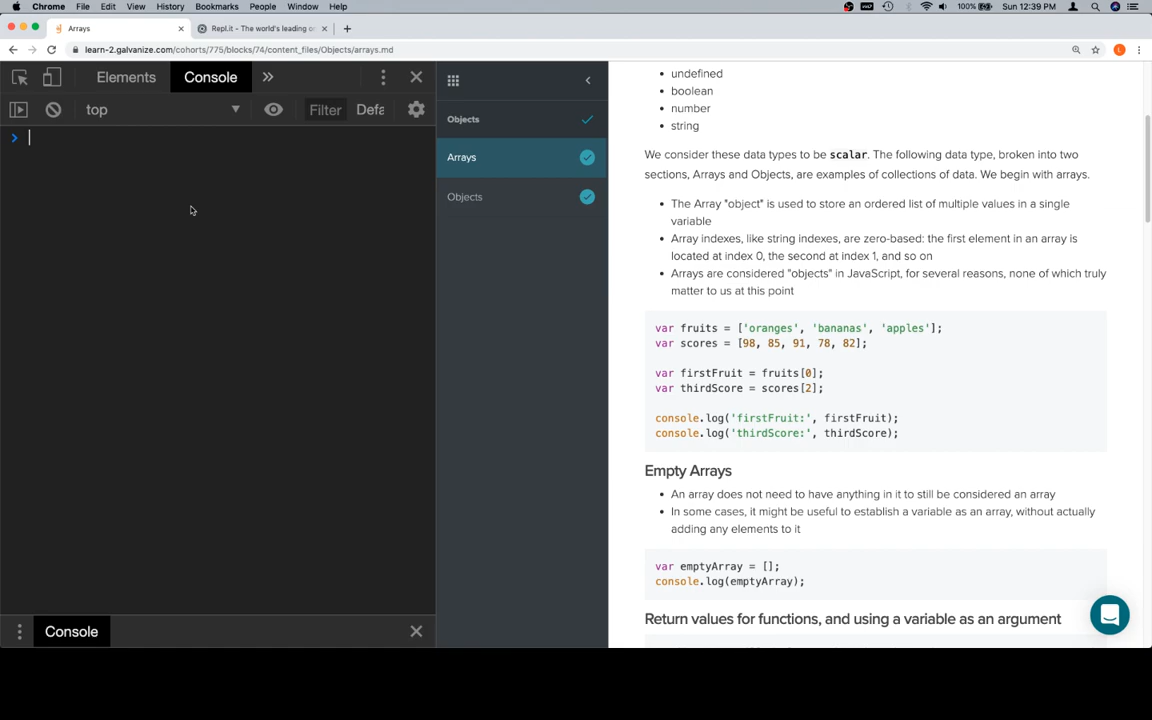 Chrome File Edit View History Bookmarks People Window Help
100% Sun 12:39 PM
Arrays
Repl.it - The world's leading o
learn-2.galvanize.com/cohorts/775/blocks/74/content_files/Objects/arrays.md
Elements Console
top Filter Defa
Console
Objects
Arrays
Objects
undefined
boolean
number
string
We consider these data types to be scalar. The following data type, broken into two
sections, Arrays and Objects, are examples of collections of data. We begin with arrays.
The Array "object" is used to store an ordered list of multiple values in a single
variable
Array indexes, like string indexes, are zero-based: the first element in an array is
located at index 0, the second at index 1, and so on
Arrays are considered "objects" in JavaScript, for several reasons, none of which truly
matter to us at this point
var fruits = ['oranges', 'bananas', 'apples'];
var scores = [98, 85, 91, 78, 82];
var firstFruit = fruits[0];
var thirdScore = scores[2];
console.log('firstFruit:', firstFruit);
console.log('thirdScore:', thirdScore);
Empty Arrays
An array does not need to have anything in it to still be considered an array
In some cases, it might be useful to establish a variable as an array, without actually
adding any elements to it
var emptyArray = [];
console.log(emptyArray);
Return values for functions, and using a variable as an argument